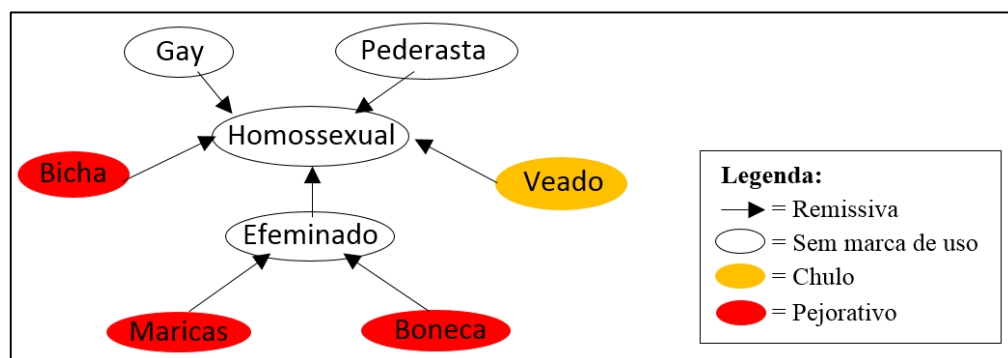 Gay
Pederasta
Homossexual
Bicha
Veado
Efeminado
Maricas
Boneca
Legenda:
= Remissiva
= Sem marca de uso
= Chulo
= Pejorativo